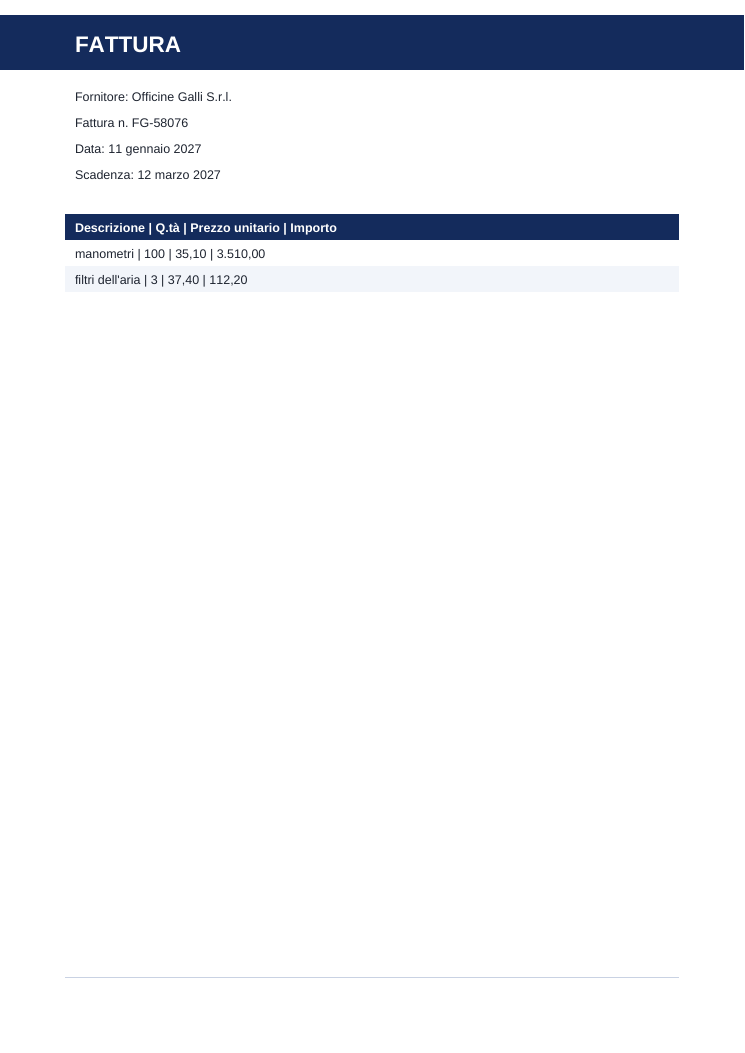 FATTURA
Fornitore: Officine Galli S.r.l.
Fattura n. FG-58076
Data: 11 gennaio 2027
Scadenza: 12 marzo 2027
Descrizione | Q.tà | Prezzo unitario | Importo
manometri | 100 | 35,10 | 3.510,00
filtri dell'aria | 3 | 37,40 | 112,20